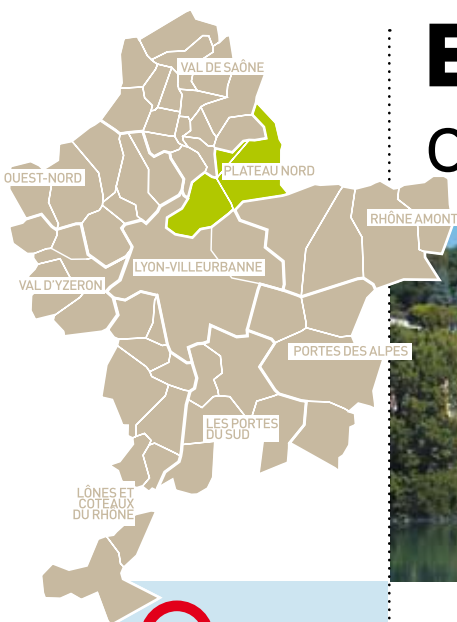 VAL DE SAÔNE
PLATEAU NORD
OUEST-NORD
RHÔNE AMONT
LYON-VILLEURBANNE
VAL D'YZERON
PORTES DES ALPES
LES PORTES
DU SUD
LÔNES ET
COTEAUX
DU RHÔNE